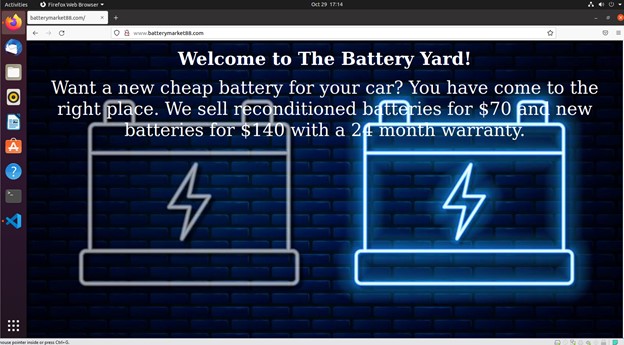 Activities
Firefox Web Browser
Oct 29 17:14
batterymarket88.com/
www.batterymarket88.com
Welcome to The Battery Yard!
Want a new cheap battery for your car? You have come to the
right place. We sell reconditioned batteries for $70 and new
batteries for $140 with a 24 month warranty.
mouse pointer inside or press Ctrl+G.